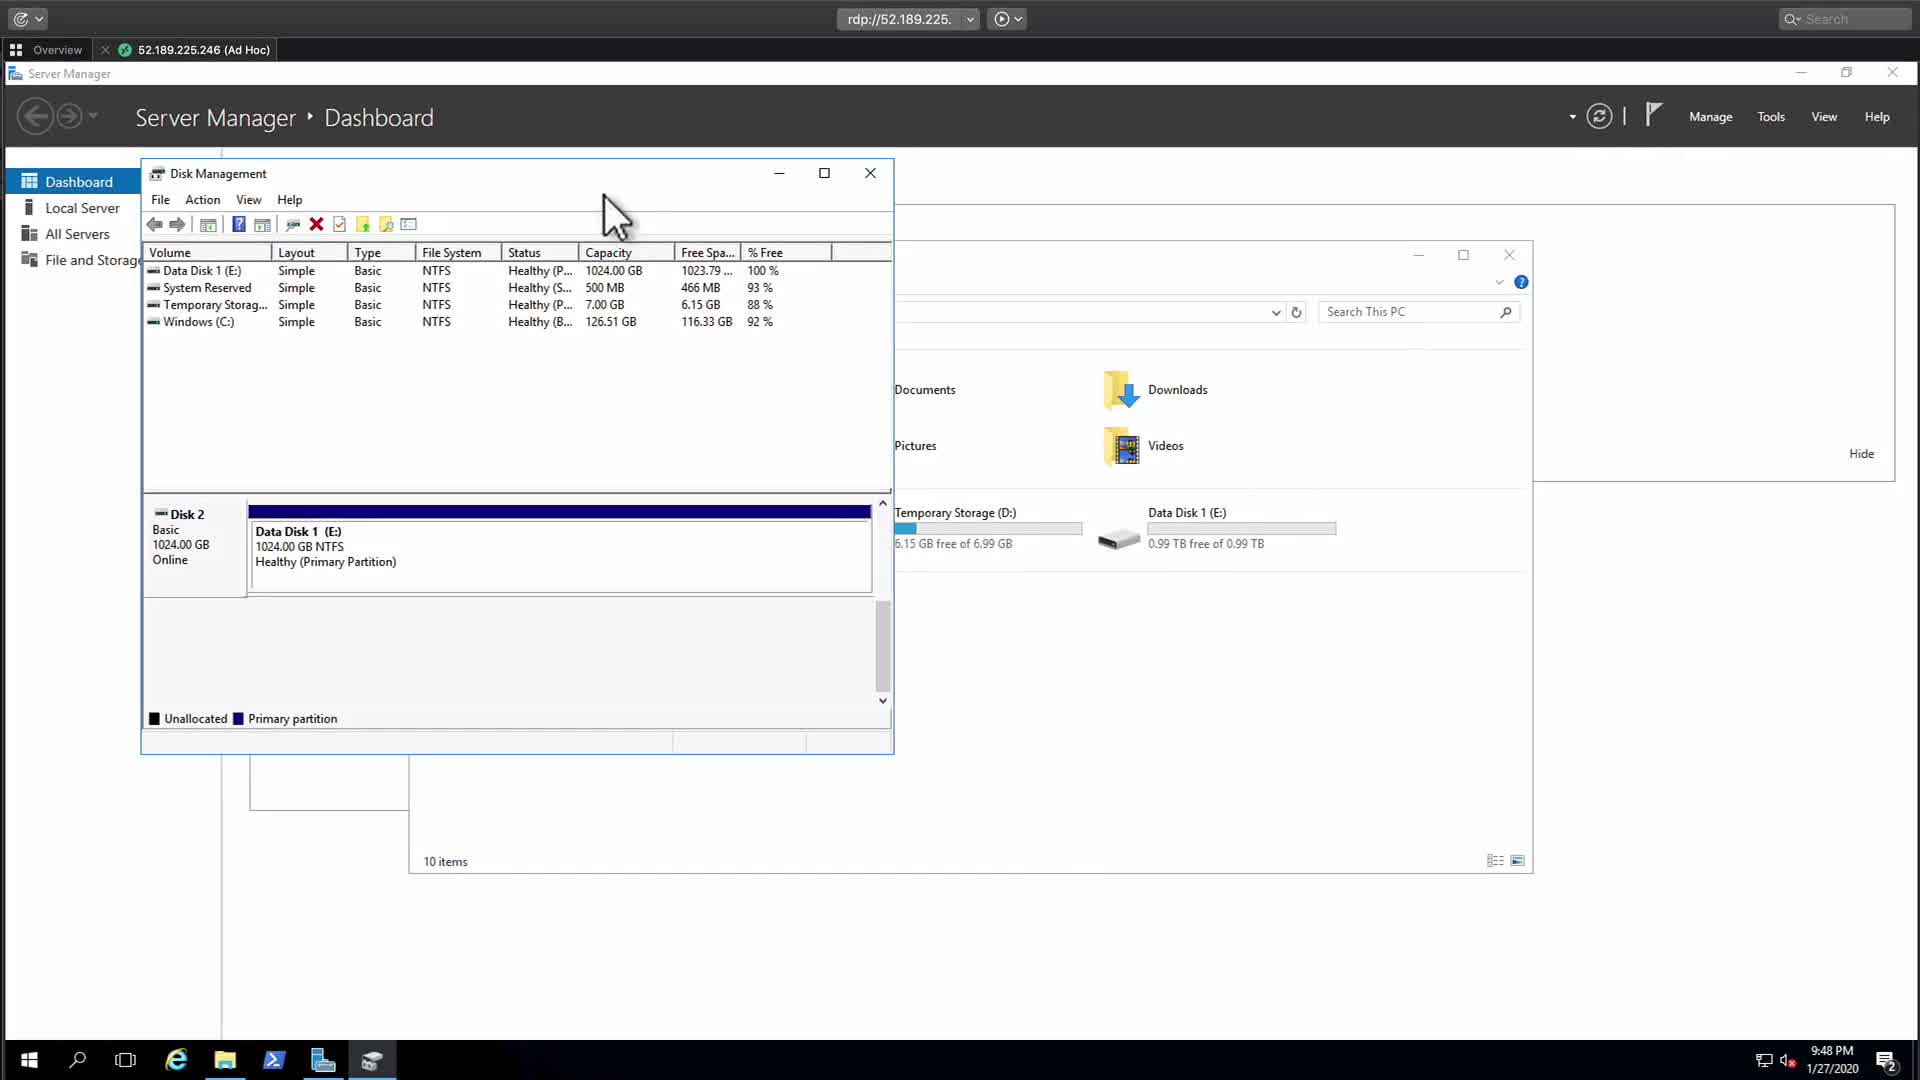 rdp://52.189.225.
Search
Overview
52.189.225.246 (Ad Hoc)
Server Manager
Server Manager ‣ Dashboard
Manage Tools View Help
Dashboard
Local Server
All Servers
File and Storage
Disk Management
File Action View Help
Volume Layout Type File System Status Capacity Free Spa... % Free
Data Disk 1 (E:) Simple Basic NTFS Healthy (P... 1024.00 GB 1023.79 ... 100 %
System Reserved Simple Basic NTFS Healthy (S... 500 MB 466 MB 93 %
Temporary Storag... Simple Basic NTFS Healthy (P... 7.00 GB 6.15 GB 88 %
Windows (C:) Simple Basic NTFS Healthy (B... 126.51 GB 116.33 GB 92 %
Disk 2
Basic
1024.00 GB
Online
Data Disk 1 (E:)
1024.00 GB NTFS
Healthy (Primary Partition)
Unallocated Primary partition
Search This PC
Documents
Downloads
Pictures
Videos
Hide
Temporary Storage (D:)
6.15 GB free of 6.99 GB
Data Disk 1 (E:)
0.99 TB free of 0.99 TB
10 items
9:48 PM
1/27/2020
2